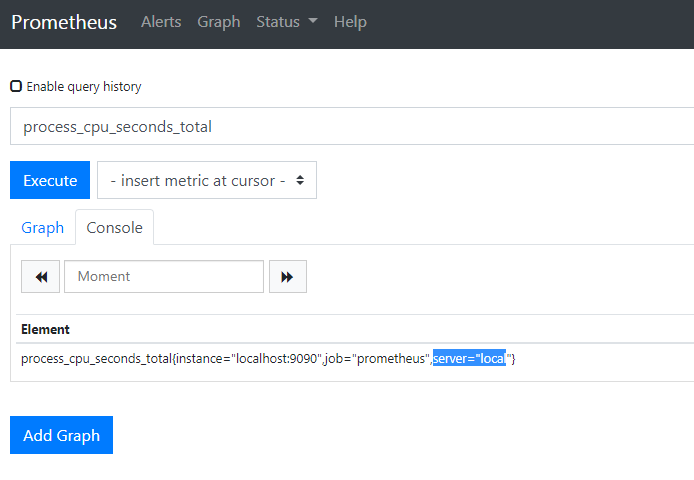 Prometheus Alerts Graph Status Help
Enable query history
process_cpu_seconds_total
Execute - insert metric at cursor -
Graph Console
Moment
Element
process_cpu_seconds_total{instance="localhost:9090",job="prometheus",server="local"}
Add Graph